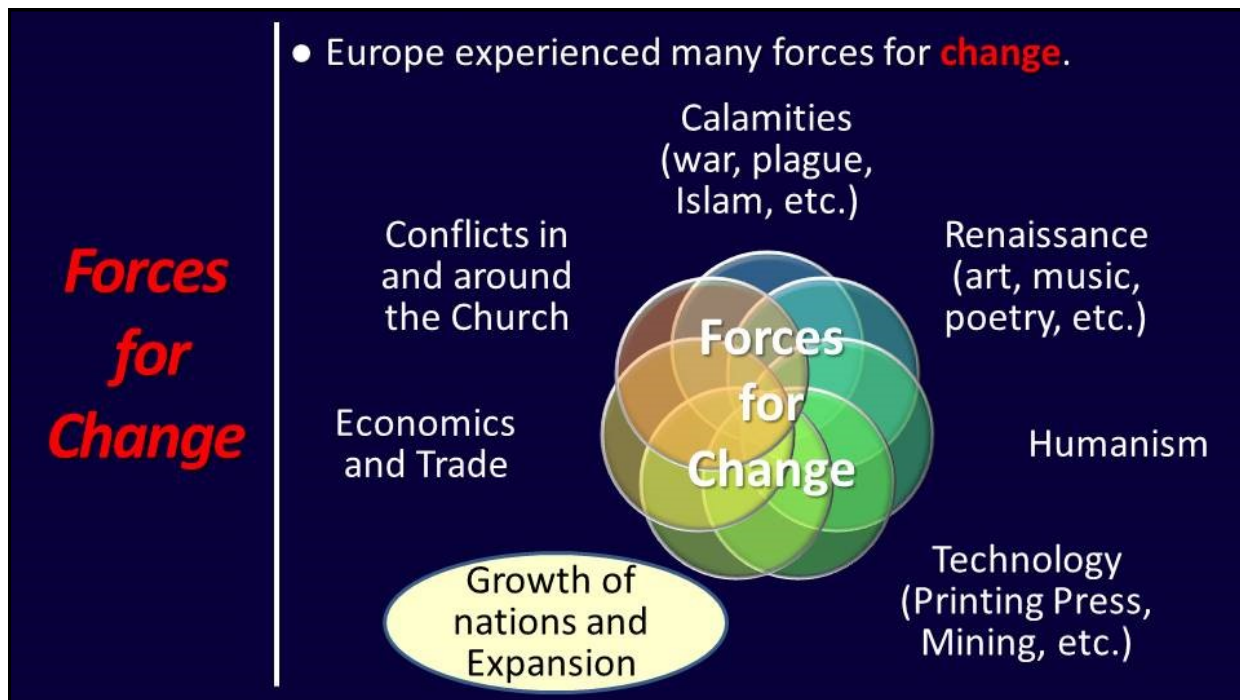 Forces
for
Change
● Europe experienced many forces for change.
Calamities
(war, plague,
Islam, etc.)
Renaissance
(art, music,
poetry, etc.)
Humanism
Technology
(Printing Press,
Mining, etc.)
Growth of
nations and
Expansion
Economics
and Trade
Conflicts in
and around
the Church
Forces
for
Change